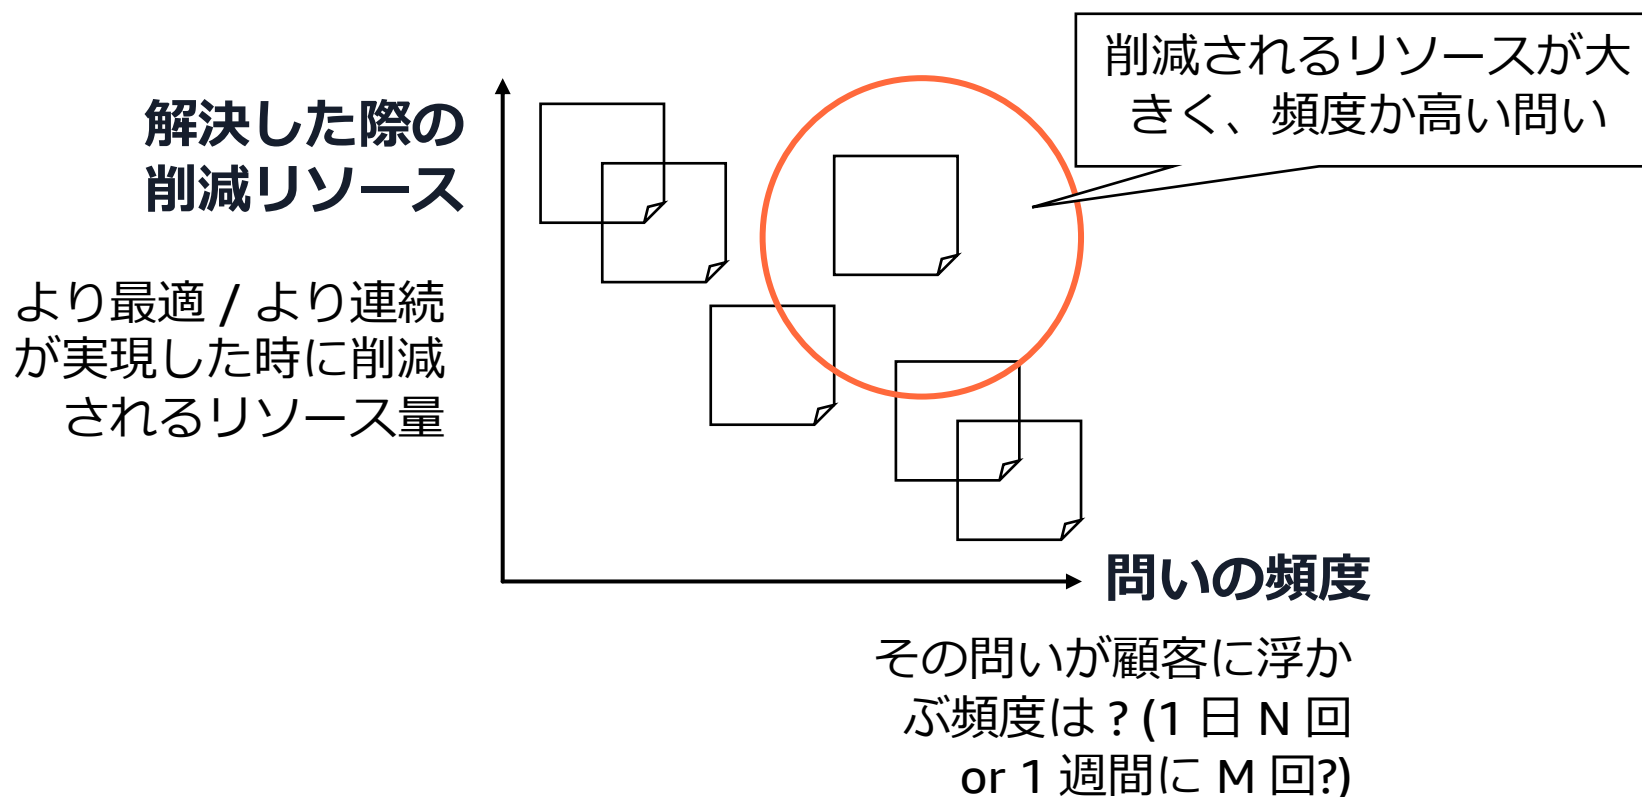 削減されるリソースが大
きく、頻度か高い問い
解決した際の
削減リソース
より最適 / より連続
が実現した時に削減
されるリソース量
問いの頻度
その問いが顧客に浮か
ぶ頻度は ? (1 日 N 回
or 1 週間に M 回?)